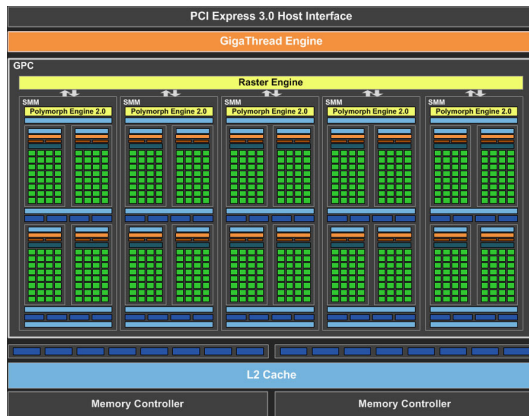 PCI Express 3.0 Host Interface
GigaThread Engine
GPC
Raster Engine
SMM SMM SMM SMM SMM
Polymorph Engine 2.0 Polymorph Engine 2.0 Polymorph Engine 2.0 Polymorph Engine 2.0 Polymorph Engine 2.0
L2 Cache
Memory Controller Memory Controller